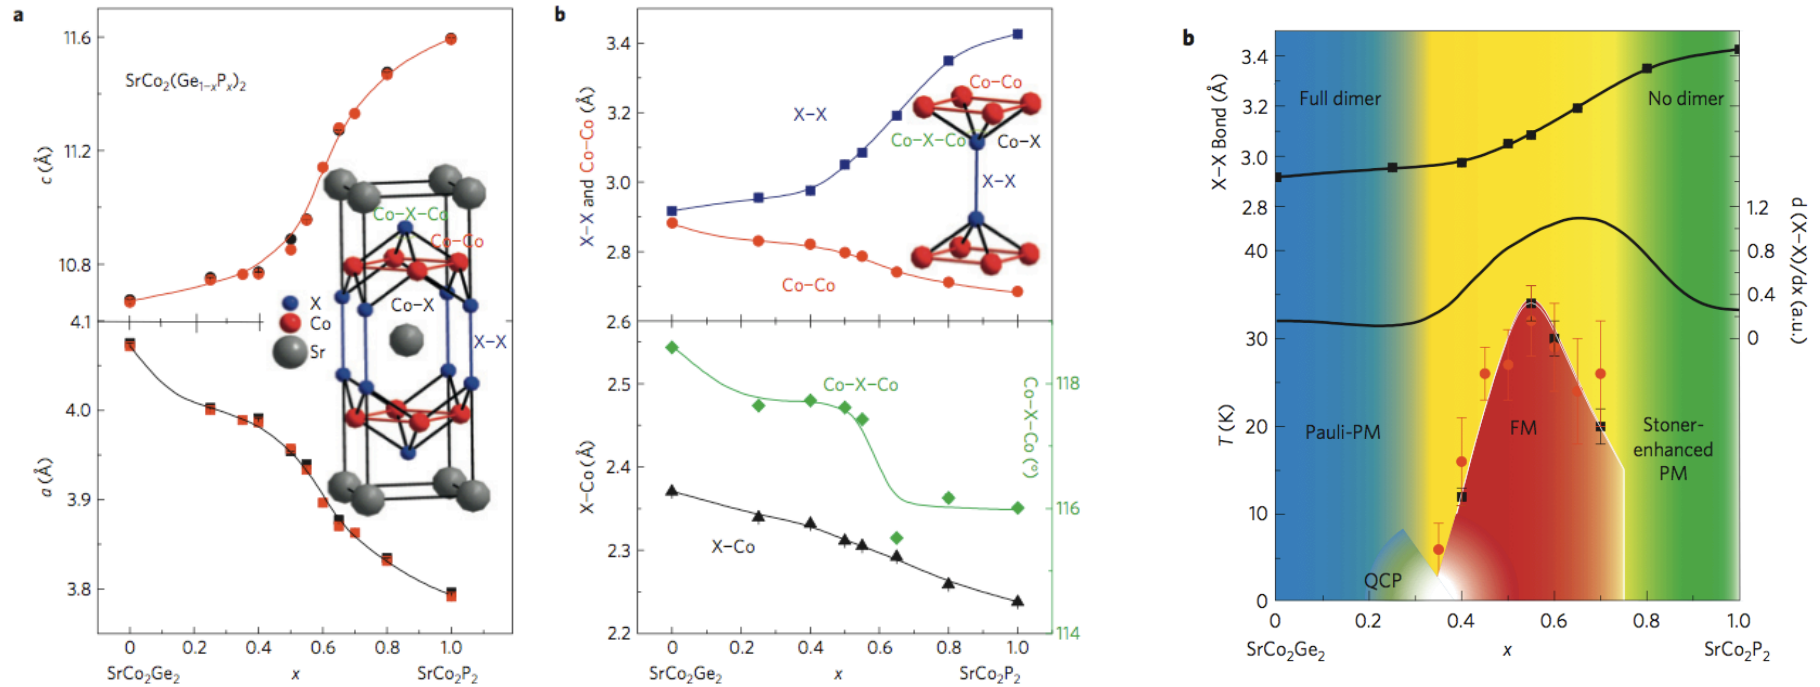 a
11.6
11.2
10.8
4.1
4.0
3.9
3.8
c (Å)
a (Å)
SrCo₂(Ge₁₋ₓPₓ)₂
Co–X–Co
Co–Co
Co–X
X–X
X
Co
Sr
0 0.2 0.4 0.6 0.8 1.0
SrCo₂Ge₂ x SrCo₂P₂
b
3.4
3.2
3.0
2.8
2.6
2.5
2.4
2.3
2.2
X–X and Co–Co (Å)
X–Co (Å)
X–X
Co–Co
Co–Co
Co–X–Co
Co–X
X–X
Co–X–Co
X–Co
118
116
114
Co–X–Co (°)
0 0.2 0.4 0.6 0.8 1.0
SrCo₂Ge₂ x SrCo₂P₂
b
3.4
3.2
3.0
2.8
40
30
20
10
0
X–X Bond (Å)
T (K)
Full dimer
No dimer
1.2
0.8
0.4
0
d (X–X)/dx (a.u.)
Pauli-PM
FM
Stoner-
enhanced
PM
QCP
0 0.4 0.6 0.8 1.0
SrCo₂Ge₂ x SrCo₂P₂